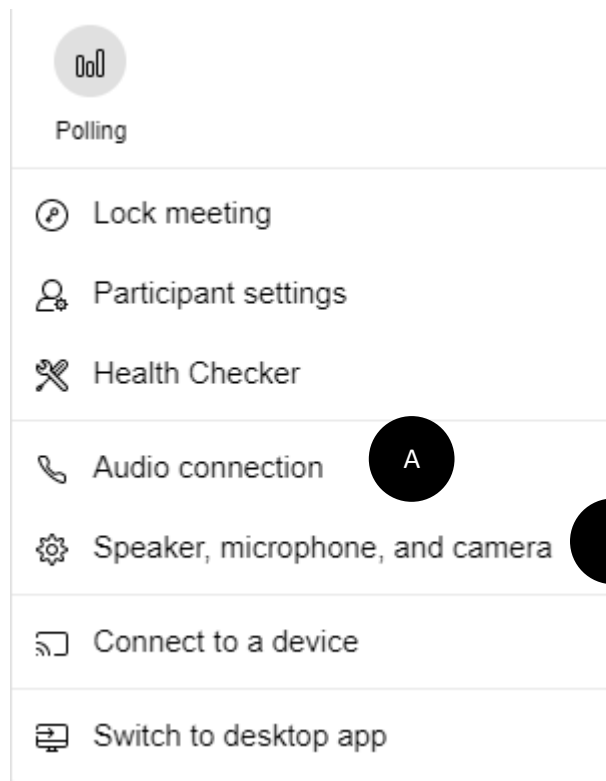 Polling
Lock meeting
Participant settings
Health Checker
Audio connection A
Speaker, microphone, and camera
Connect to a device
Switch to desktop app